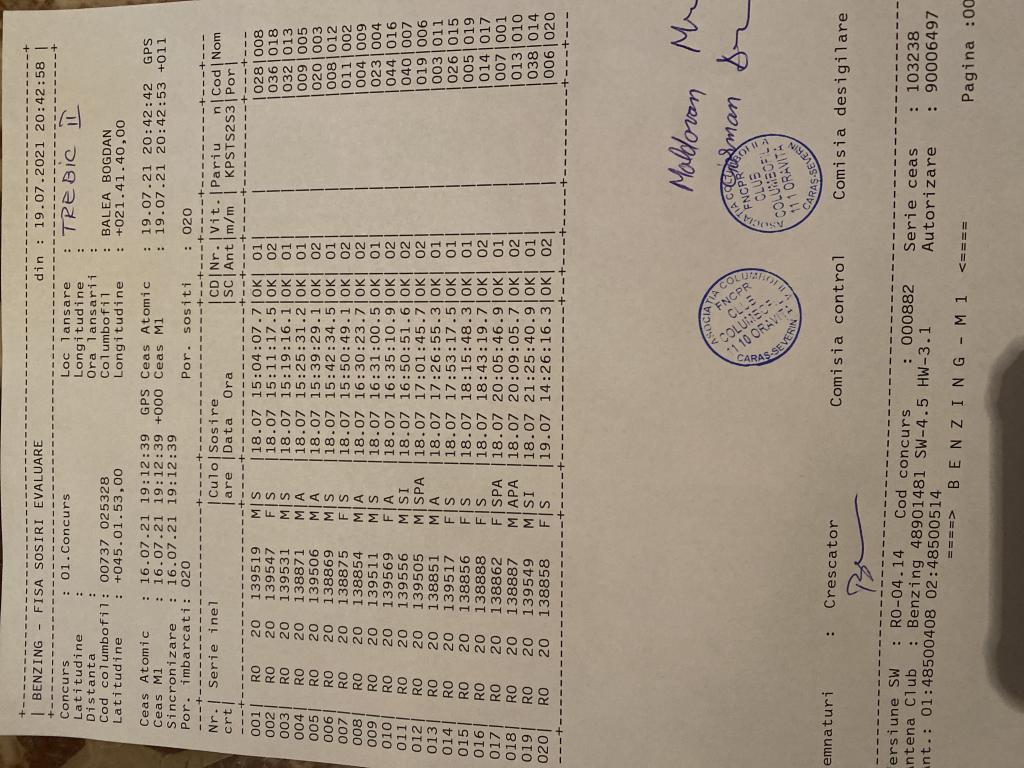 | BENZING - FISA SOSIRI EVALUARE din : 19.07.2021 20:42:58 |
Concurs : 01.Concurs Loc lansare : TREBIC II
Latitudine : Longitudine :
Distanta : Ora lansarii :
Cod columbofil: 00737 025328 Columbofil : BALEA BOGDAN
Latitudine : +045.01.53,00 Longitudine : +021.41.40,00
Ceas Atomic : 16.07.21 19:12:39 GPS Ceas Atomic : 19.07.21 20:42:42 GPS
Ceas M1 : 16.07.21 19:12:39 +000 Ceas M1 : 19.07.21 20:42:53 +011
Sincronizare : 16.07.21 19:12:39
Por. imbarcati: 020 Por. sositi : 020
Nr.| Serie inel |Culo|Sosire |CD|Nr.|Vit.|Pariu n|Cod|Nom
crt| |are |Data Ora |SC|Ant|m/m |KPSTS2S3|Por|
001| RO 20 139519 M|S |18.07 15:04:07.7|OK| 01 | | |028|008
002| RO 20 139547 F|S |18.07 15:11:17.5|OK| 02 | | |036|018
003| RO 20 139531 M|S |18.07 15:19:16.1|OK| 01 | | |032|013
004| RO 20 138871 M|A |18.07 15:25:31.2|OK| 01 | | |009|005
005| RO 20 139506 M|A |18.07 15:39:29.1|OK| 02 | | |020|003
006| RO 20 138869 M|S |18.07 15:42:34.5|OK| 01 | | |008|012
007| RO 20 138875 F|S |18.07 15:50:49.1|OK| 02 | | |011|002
008| RO 20 138854 M|A |18.07 16:30:23.7|OK| 02 | | |004|009
009| RO 20 139511 M|S |18.07 16:31:00.5|OK| 01 | | |023|004
010| RO 20 139569 F|A |18.07 16:35:10.9|OK| 02 | | |044|016
011| RO 20 139556 M|SI |18.07 16:50:51.6|OK| 02 | | |040|007
012| RO 20 139505 M|SPA |18.07 17:01:45.7|OK| 02 | | |019|006
013| RO 20 138851 M|A |18.07 17:26:55.3|OK| 01 | | |003|011
014| RO 20 139517 F|S |18.07 17:53:17.5|OK| 01 | | |026|015
015| RO 20 138856 F|S |18.07 18:15:48.3|OK| 01 | | |005|019
016| RO 20 138888 F|S |18.07 18:43:19.7|OK| 02 | | |014|017
017| RO 20 138862 F|SPA |18.07 20:05:46.9|OK| 01 | | |007|001
018| RO 20 138887 M|APA |18.07 20:09:05.7|OK| 02 | | |013|010
019| RO 20 139549 M|SI |18.07 21:25:40.9|OK| 01 | | |038|014
020| RO 20 138858 F|S |19.07 14:26:16.3|OK| 02 | | |006|020
Maldovan
ASOCIATIA COLUMBOFILA
FNCPR
CLUB
COLUMBOFIL
11 10 ORAVITA
CARAS-SEVERIN
ASOCIATIA COLUMBOFILA
FNCPR
CLUB
COLUMBOFIL
11 1 ORAVITA
CARAS-SEVERIN
emnaturi : Crescator Comisia control Comisia desigilare
ersiune SW : RO-04.14 Cod concurs : 000882 Serie ceas : 103238
ntena Club : Benzing 48901481 SW-4.5 HW-3.1 Autorizare : 90006497
nt.: 01:48500408 02:48500514
====> B E N Z I N G - M 1 <==== Pagina :00